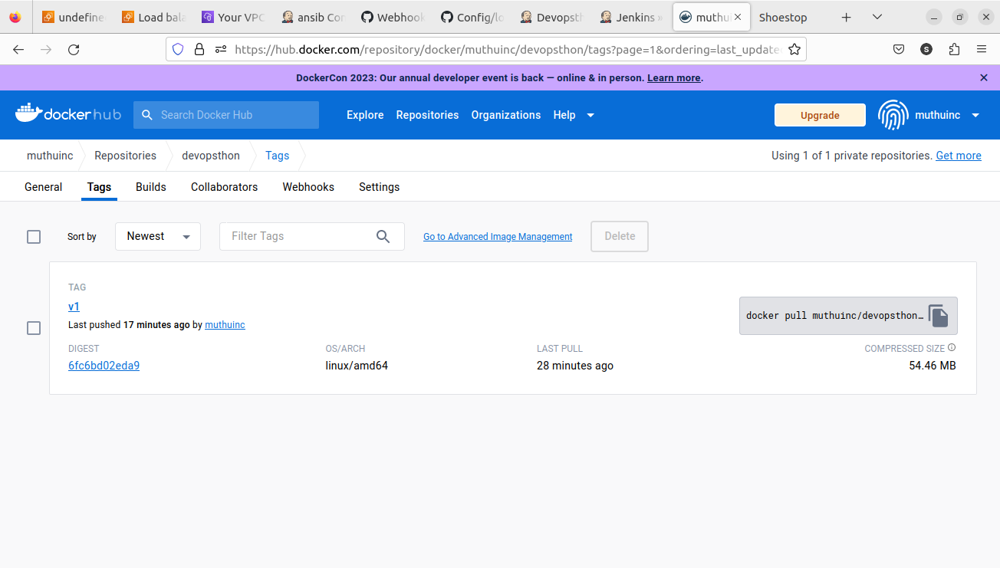 undefine
Load bala
Your VPC
ansib Con
Webhook
Config/lo
Devopsth
Jenkins »
muthui
Shoestop
https://hub.docker.com/repository/docker/muthuinc/devopsthon/tags?page=1&ordering=last_update
S
DockerCon 2023: Our annual developer event is back — online & in person. Learn more.
docker hub
Search Docker Hub
Explore Repositories Organizations Help
Upgrade
muthuinc
muthuinc Repositories devopsthon Tags
Using 1 of 1 private repositories. Get more
General Tags Builds Collaborators Webhooks Settings
Sort by Newest Filter Tags Go to Advanced Image Management Delete
TAG
v1
docker pull muthuinc/devopsthon…
Last pushed 17 minutes ago by muthuinc
DIGEST OS/ARCH LAST PULL COMPRESSED SIZE
6fc6bd02eda9 linux/amd64 28 minutes ago 54.46 MB